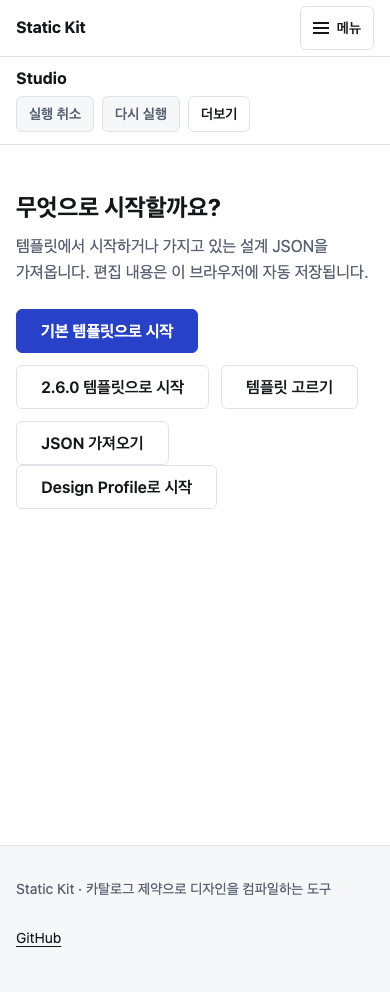 Static Kit
메뉴
Studio
실행 취소
다시 실행
더보기
무엇으로 시작할까요?
템플릿에서 시작하거나 가지고 있는 설계 JSON을
가져옵니다. 편집 내용은 이 브라우저에 자동 저장됩니다.
기본 템플릿으로 시작
2.6.0 템플릿으로 시작
템플릿 고르기
JSON 가져오기
Design Profile로 시작
Static Kit · 카탈로그 제약으로 디자인을 컴파일하는 도구
GitHub